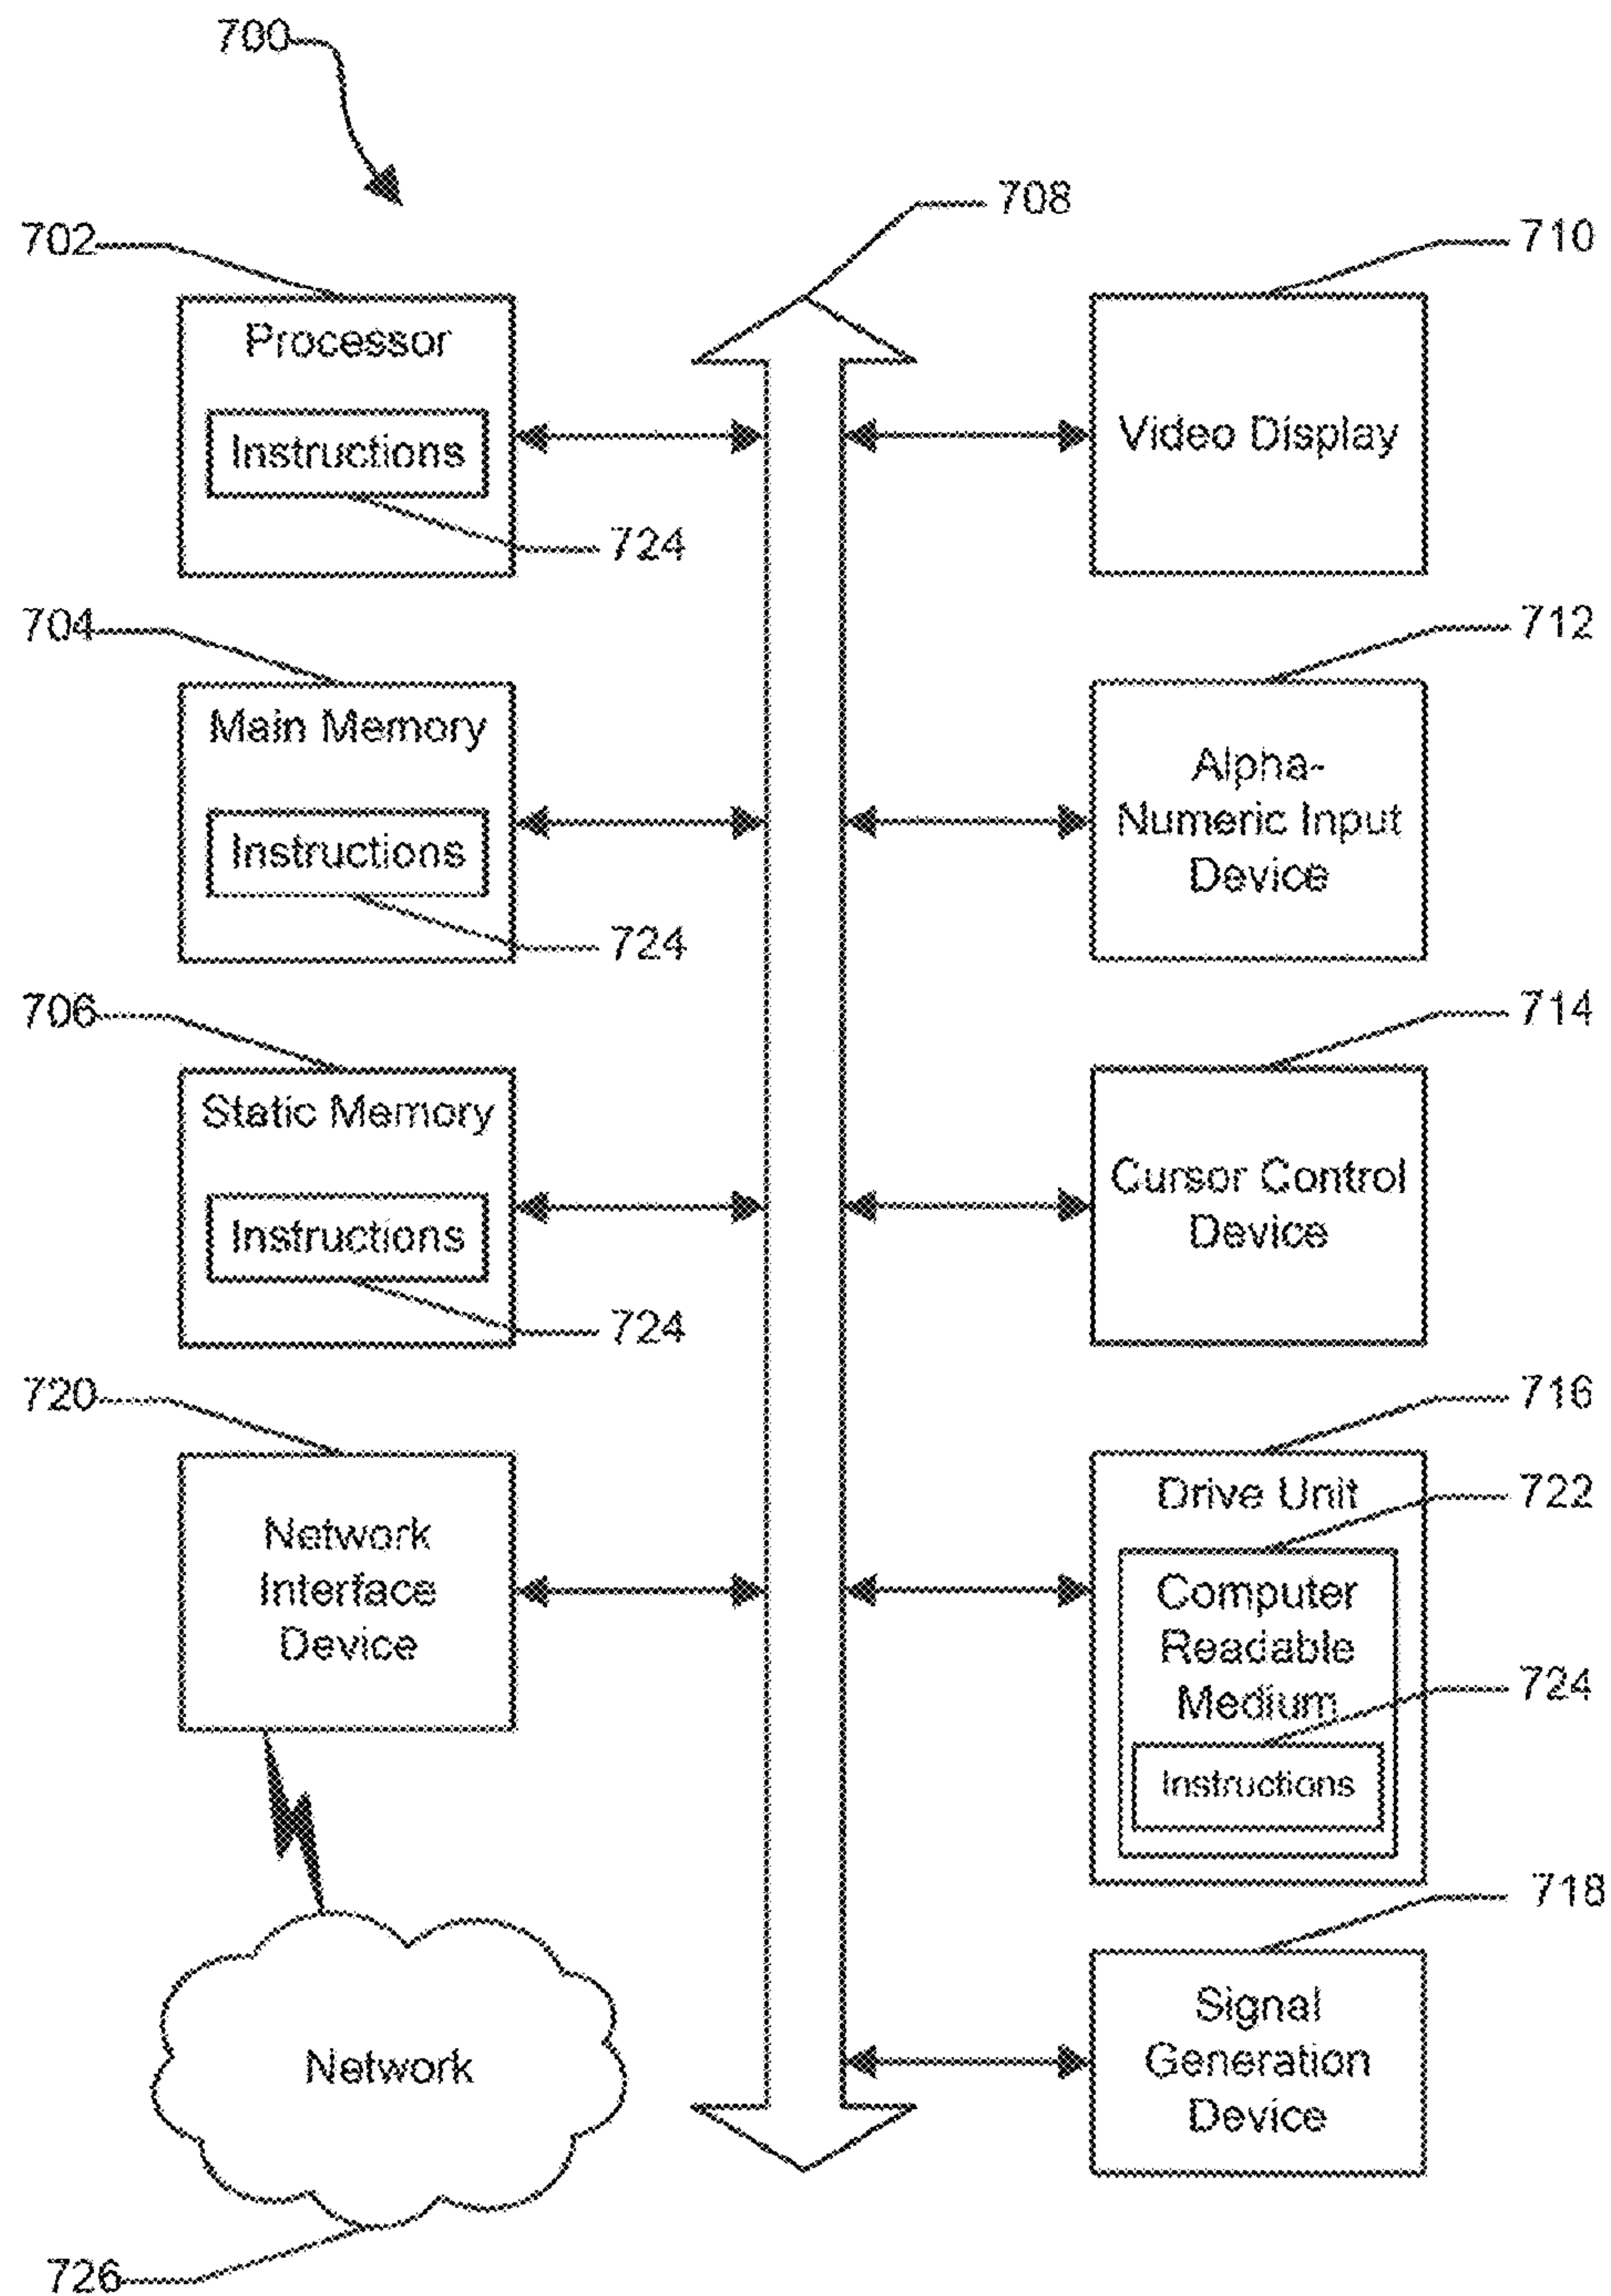 700
708
702
710
Processor
Instructions
724
Video Display
704
712
Main Memory
Instructions
724
Alpha-
Numeric Input
Device
706
714
Static Memory
Instructions
724
Cursor Control
Device
720
716
Network
Interface
Device
Drive Unit
722
Computer
Readable
Medium
724
Instructions
718
Network
Signal
Generation
Device
726